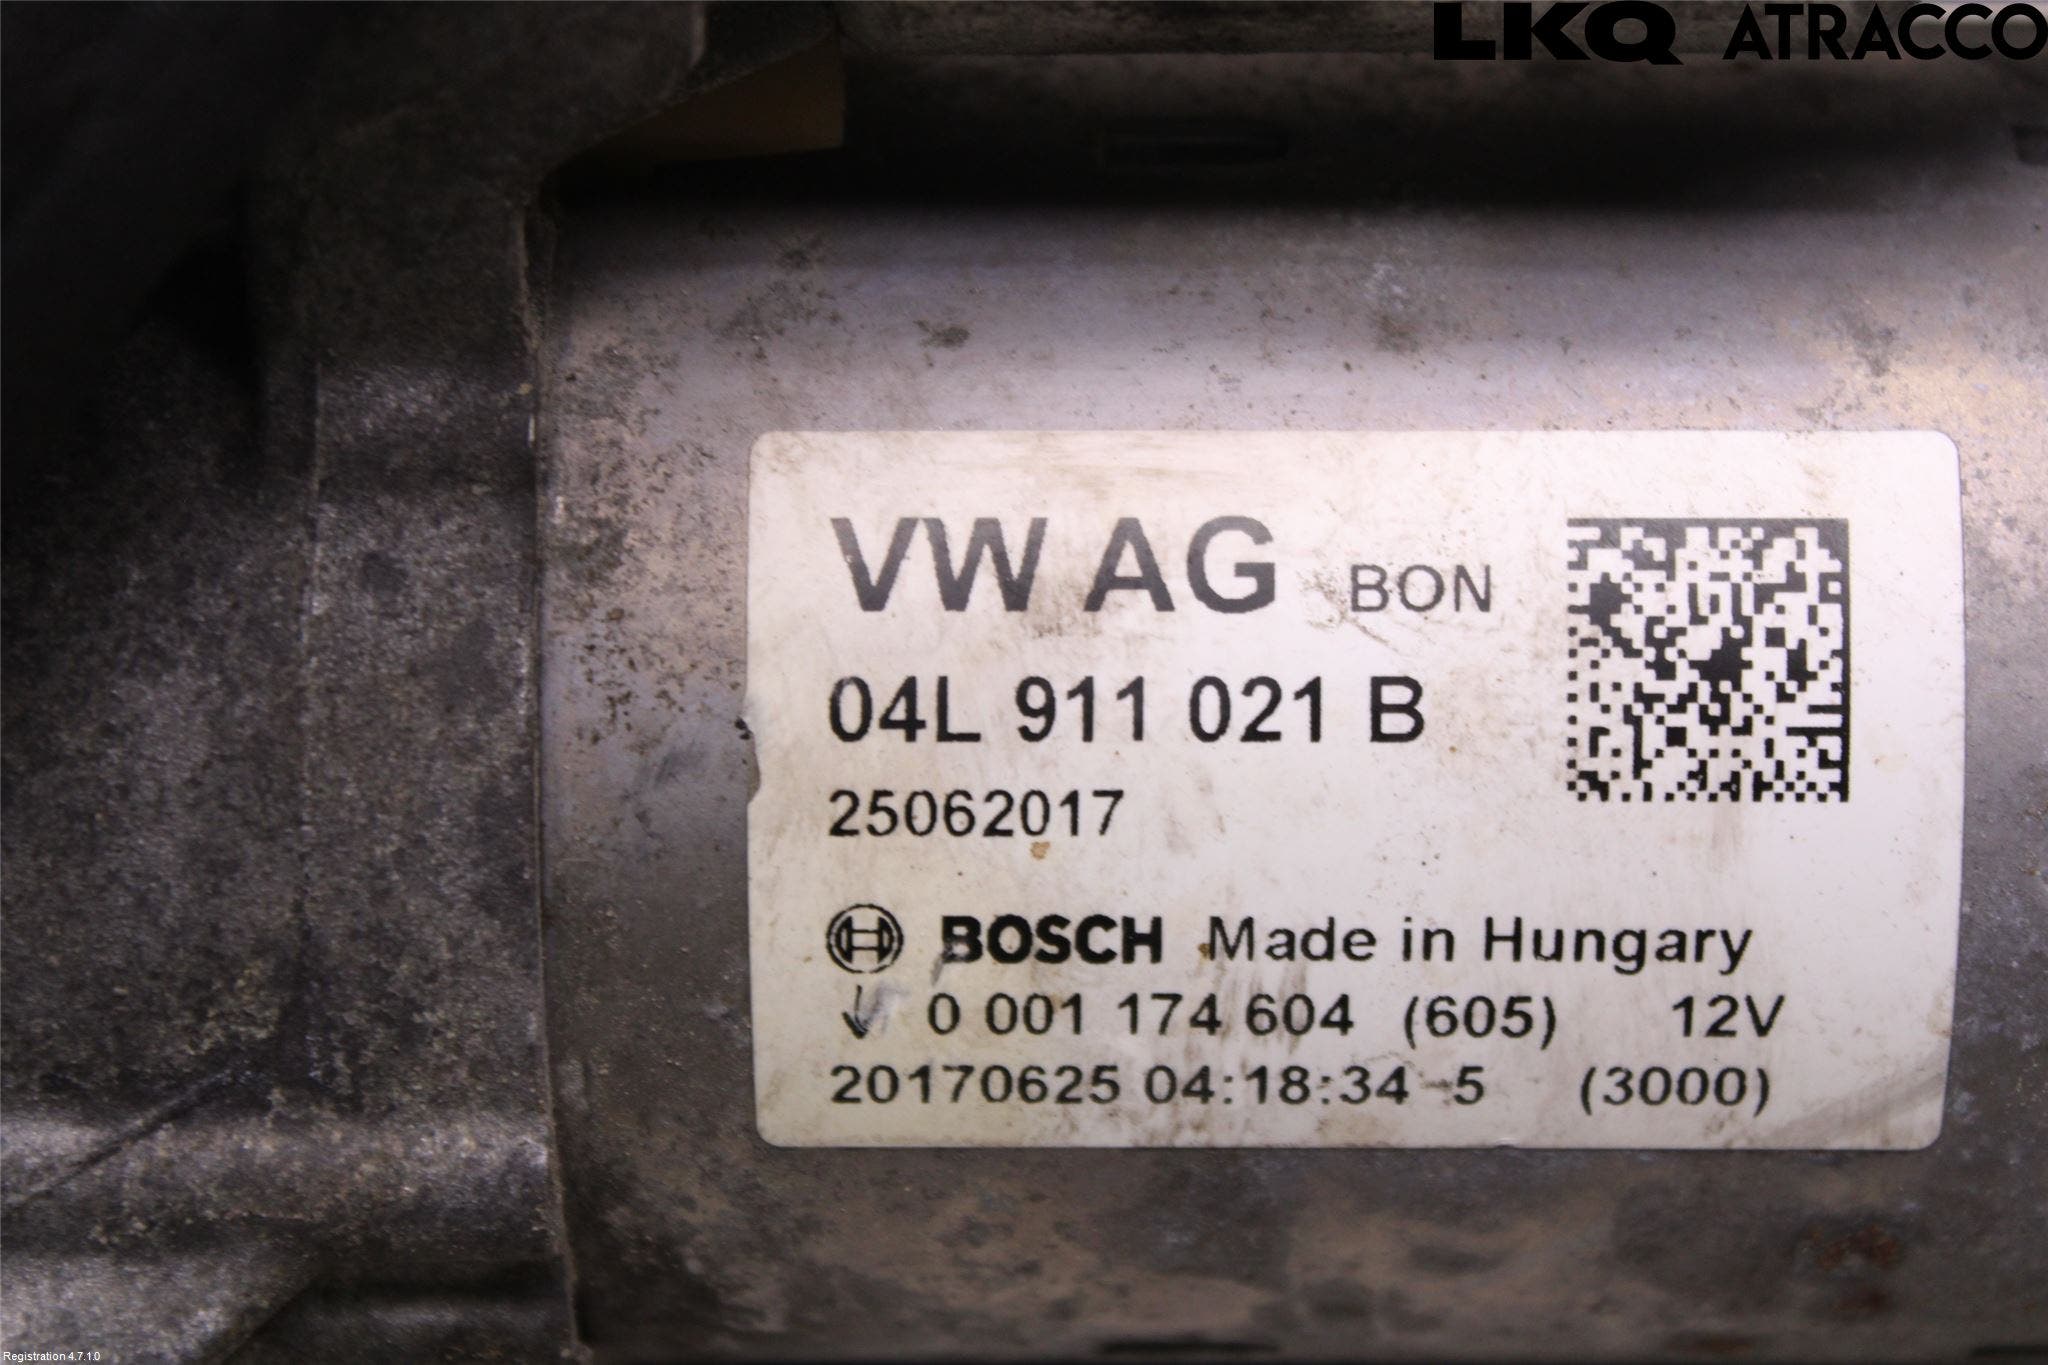 LKQ ATRACCO
VW AG BON
04L 911 021 B
25062017
BOSCH Made in Hungary
0 001 174 604 (605) 12V
20170625 04:18:34 5 (3000)
Registration 4.7.1.0